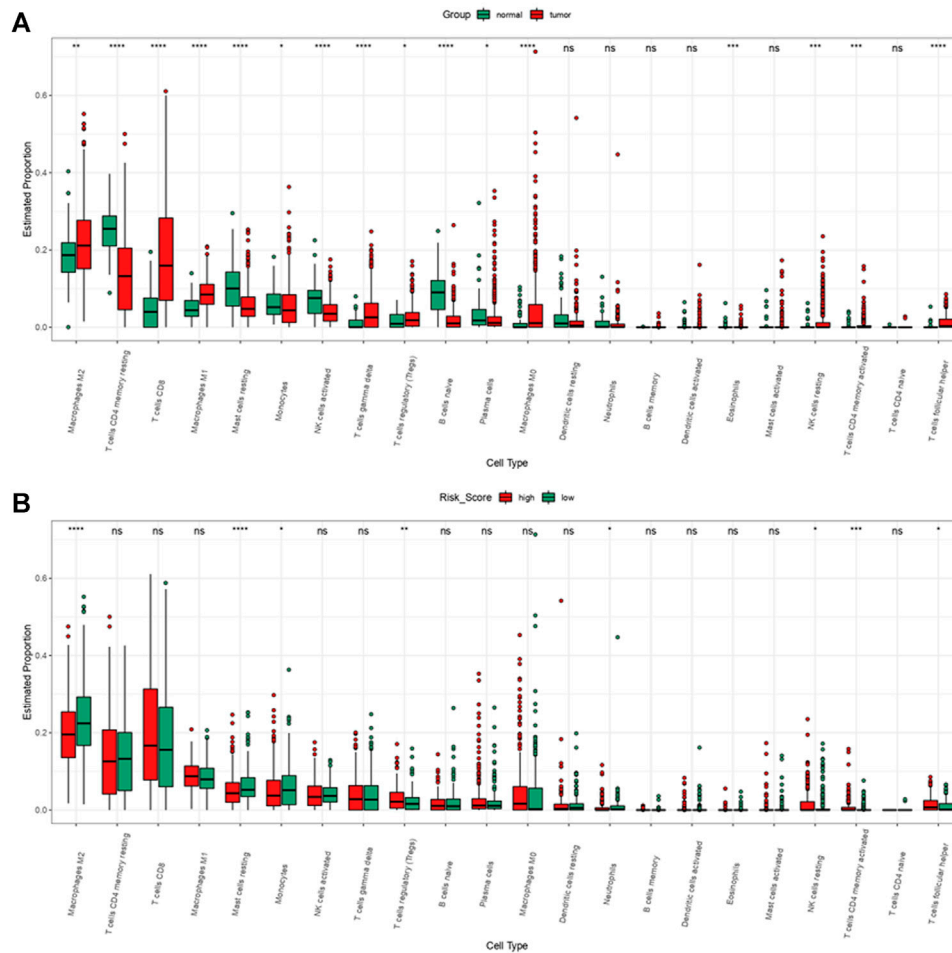 A
Group normal tumor
** **** **** **** **** * **** **** * **** * **** ns ns ns ns *** ns *** *** ns ****
Estimated Proportion
0.6
0.4
0.2
0.0
Macrophages M2
T cells CD4 memory resting
T cells CD8
Macrophages M1
Mast cells resting
Monocytes
NK cells activated
T cells gamma delta
T cells regulatory (Tregs)
B cells naive
Plasma cells
Macrophages M0
Dendritic cells resting
Neutrophils
B cells memory
Dendritic cells activated
Eosinophils
Mast cells activated
NK cells resting
T cells CD4 memory activated
T cells CD4 naive
T cells follicular helper
Cell Type
B
Risk_Score high low
**** ns ns ns **** * ns ns ** ns ns ns ns * ns ns ns ns * *** ns *
Estimated Proportion
0.6
0.4
0.2
0.0
Macrophages M2
T cells CD4 memory resting
T cells CD8
Macrophages M1
Mast cells resting
Monocytes
NK cells activated
T cells gamma delta
T cells regulatory (Tregs)
B cells naive
Plasma cells
Macrophages M0
Dendritic cells resting
Neutrophils
B cells memory
Dendritic cells activated
Eosinophils
Mast cells activated
NK cells resting
T cells CD4 memory activated
T cells CD4 naive
T cells follicular helper
Cell Type